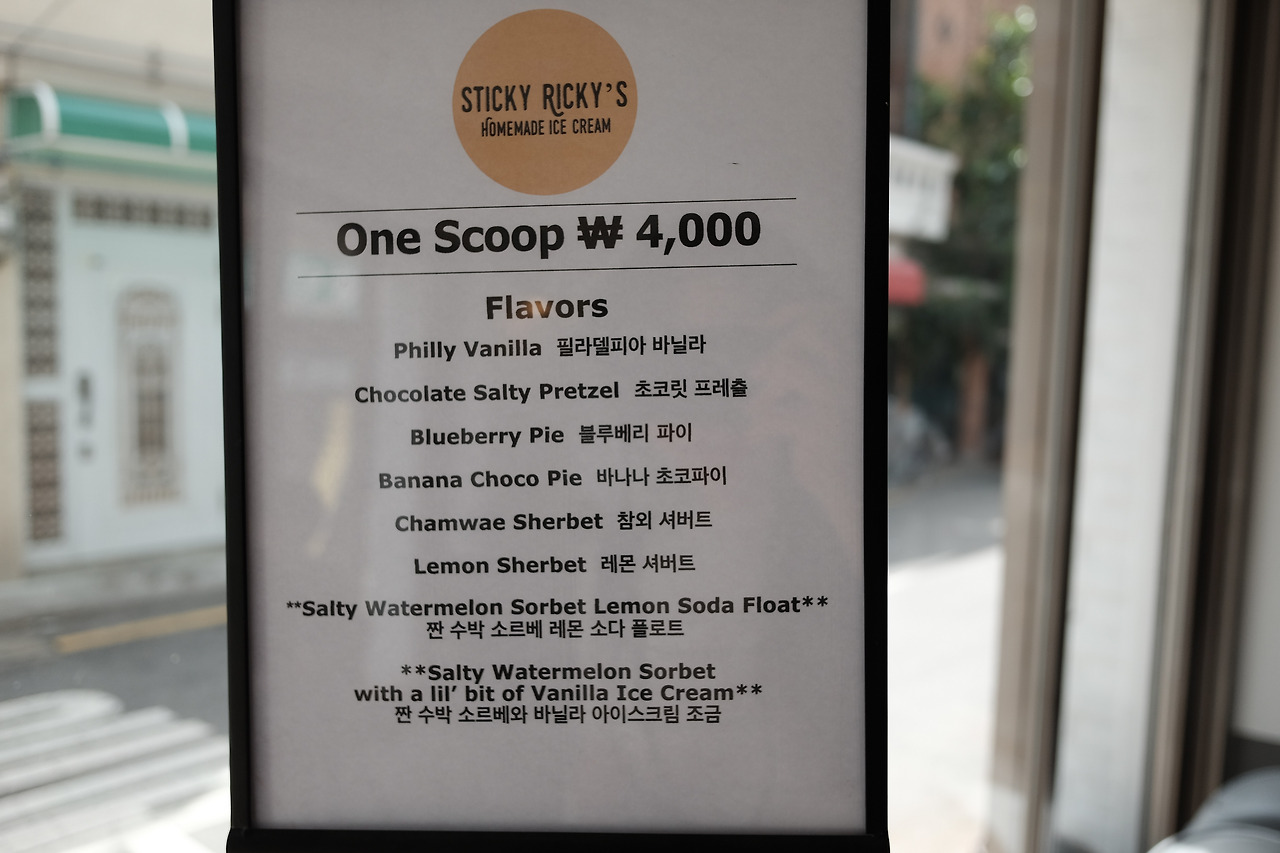 STICKY RICKY'S
HOMEMADE ICE CREAM
One Scoop ₩ 4,000
Flavors
Philly Vanilla 필라델피아 바닐라
Chocolate Salty Pretzel 초코릿 프레츨
Blueberry Pie 블루베리 파이
Banana Choco Pie 바나나 초코파이
Chamwae Sherbet 참외 셔버트
Lemon Sherbet 레몬 셔버트
**Salty Watermelon Sorbet Lemon Soda Float**
짠 수박 소르베 레몬 소다 플로트
**Salty Watermelon Sorbet
with a lil’ bit of Vanilla Ice Cream**
짠 수박 소르베와 바닐라 아이스크림 조금